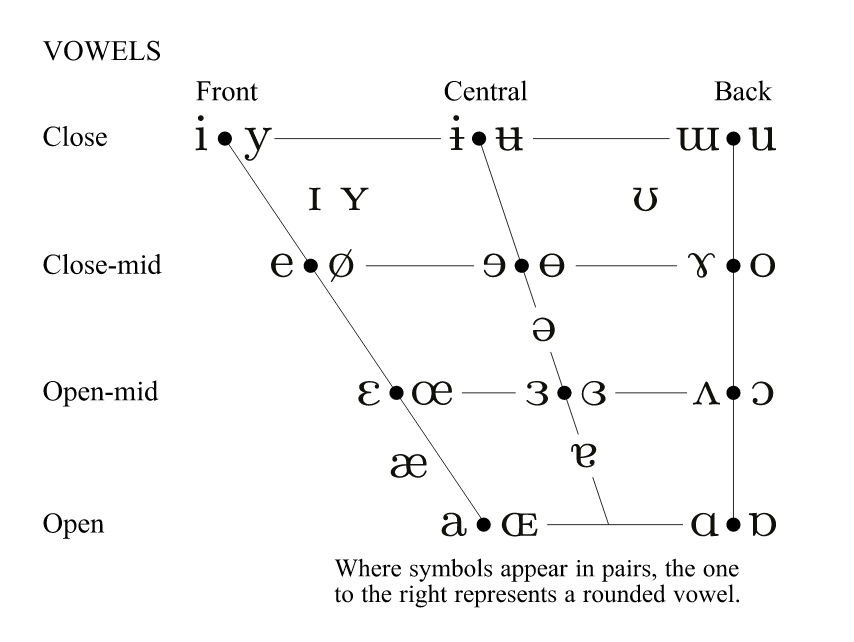 VOWELS
Front Central Back
Close i y ɨ ʉ ɯ u
ɪ ʏ ʊ
Close-mid e ø ɘ ɵ ɤ o
ə
Open-mid ɛ œ ɜ ɞ ʌ ɔ
æ ɐ
Open a ɶ ɑ ɒ
Where symbols appear in pairs, the one
to the right represents a rounded vowel.